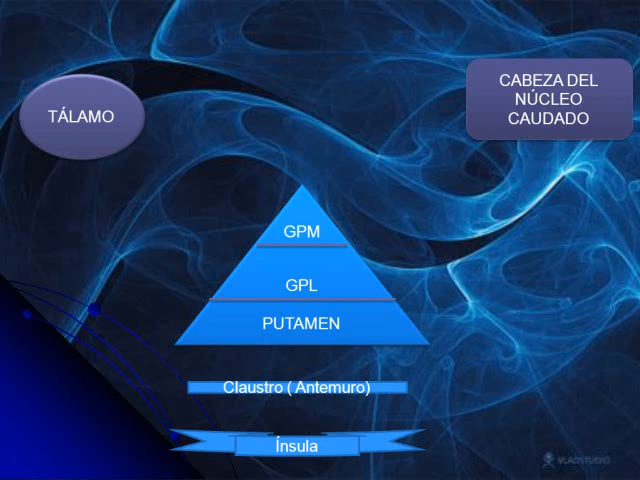 CABEZA DEL
NÚCLEO
CAUDADO
TÁLAMO
GPM
GPL
PUTAMEN
Claustro ( Antemuro)
Ínsula
VLADSTUDIO